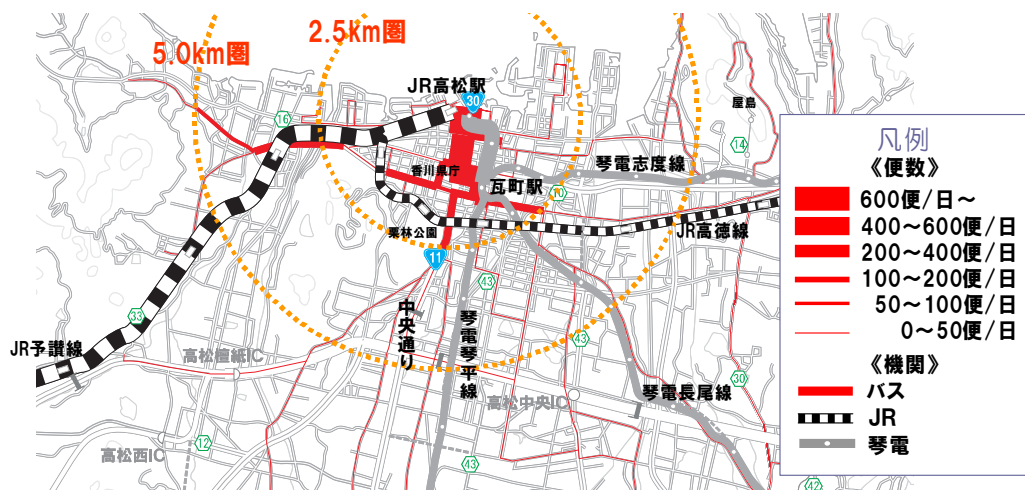 5.0km圏
2.5km圏
JR高松駅
30
屋島
16
14
琴電志度線
香川県庁
瓦町駅
10
栗林公園
JR高徳線
11
43
中央通り
琴電琴平線
33
JR予讃線
高松檀紙IC
43
30
高松中央IC
琴電長尾線
12
高松西IC
43
42
凡例
《便数》
600便/日～
400～600便/日
200～400便/日
100～200便/日
50～100便/日
0～50便/日
《機関》
バス
JR
琴電